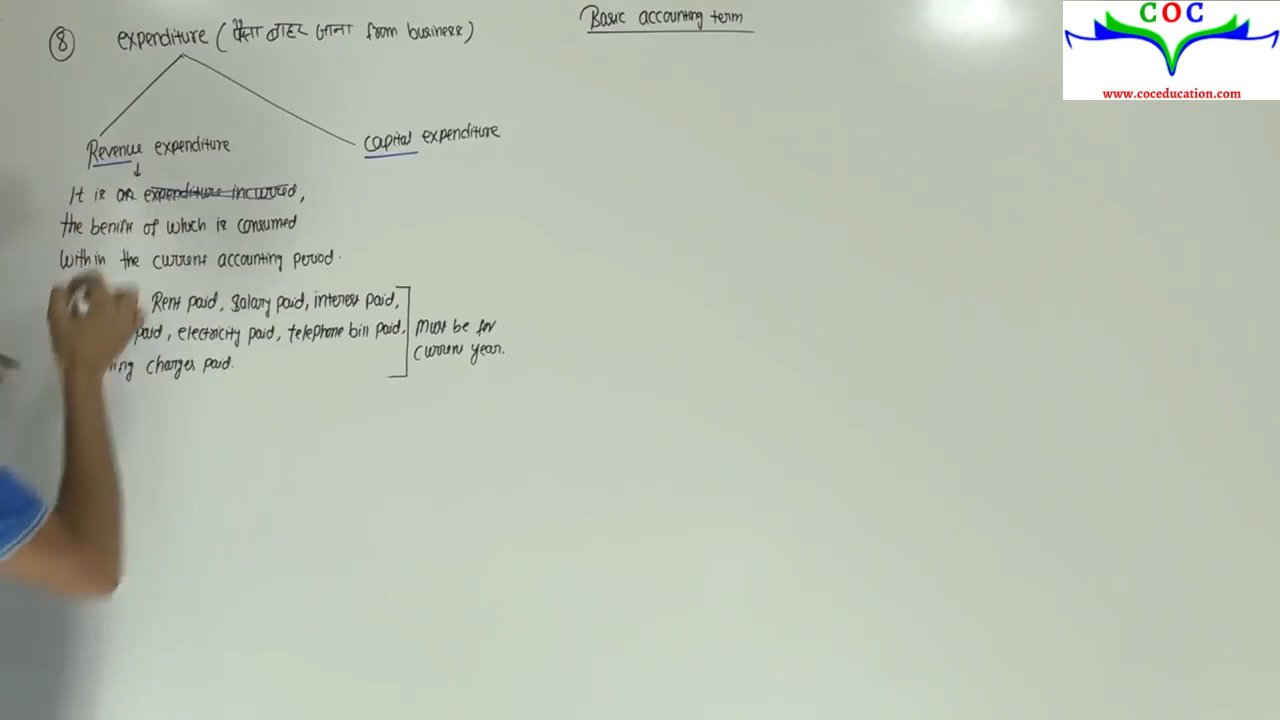 Basic accounting term
COC
www.coceducation.com
8 expenditure (पैसा बाहर जाना from business)
Revenue expenditure
Capital expenditure
It is an expenditure incurred,
the benifit of which is consumed
within the current accounting period.
Rent paid, salary paid, interest paid,
paid, electricity paid, telephone bill paid,
charges paid.
must be for
current year.